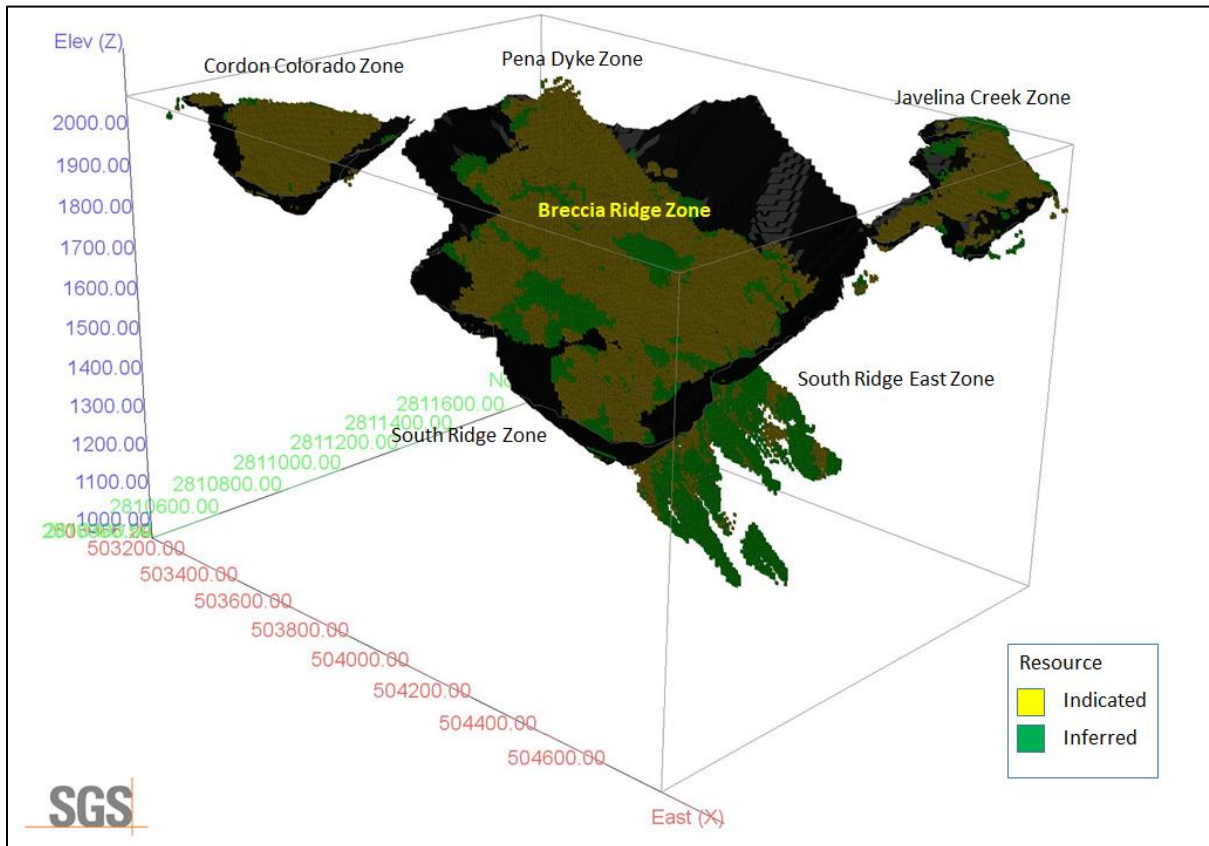 Elev (Z)
Cordon Colorado Zone
Pena Dyke Zone
Javelina Creek Zone
2000.00
1900.00
1800.00
1700.00
1600.00
1500.00
1400.00
1300.00
1200.00
1100.00
1000.00
Breccia Ridge Zone
South Ridge East Zone
South Ridge Zone
2811600.00
2811400.00
2811200.00
2811000.00
2810800.00
2810600.00
503200.00
503400.00
503600.00
503800.00
504000.00
504200.00
504400.00
504600.00
East (X)
Resource
Indicated
Inferred
SGS